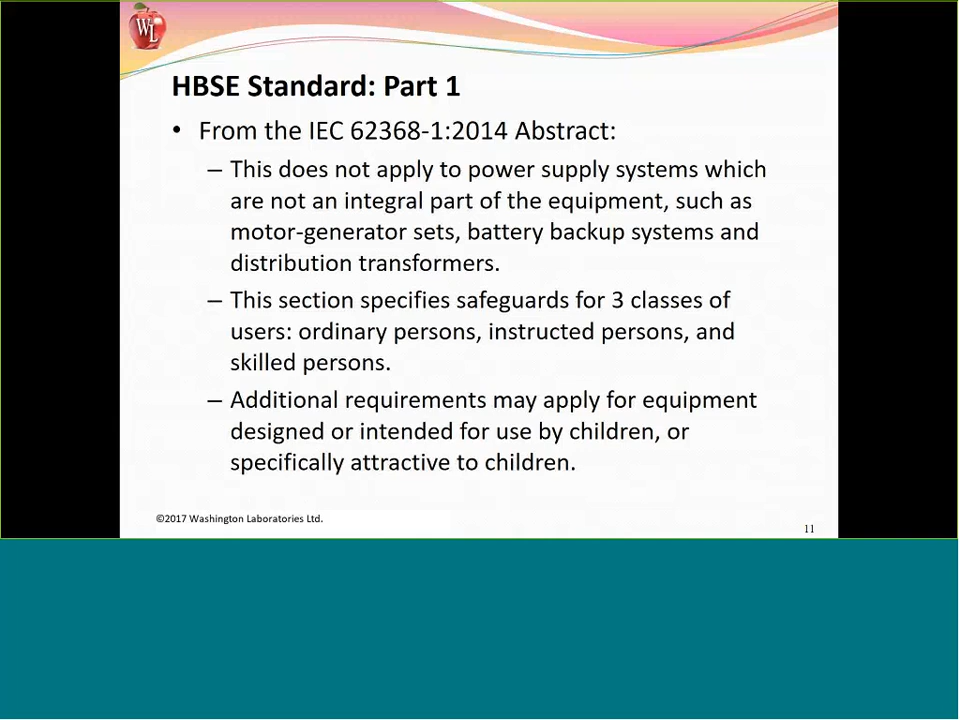 WL
HBSE Standard: Part 1
• From the IEC 62368-1:2014 Abstract:
– This does not apply to power supply systems which
are not an integral part of the equipment, such as
motor-generator sets, battery backup systems and
distribution transformers.
– This section specifies safeguards for 3 classes of
users: ordinary persons, instructed persons, and
skilled persons.
– Additional requirements may apply for equipment
designed or intended for use by children, or
specifically attractive to children.
©2017 Washington Laboratories Ltd.
11